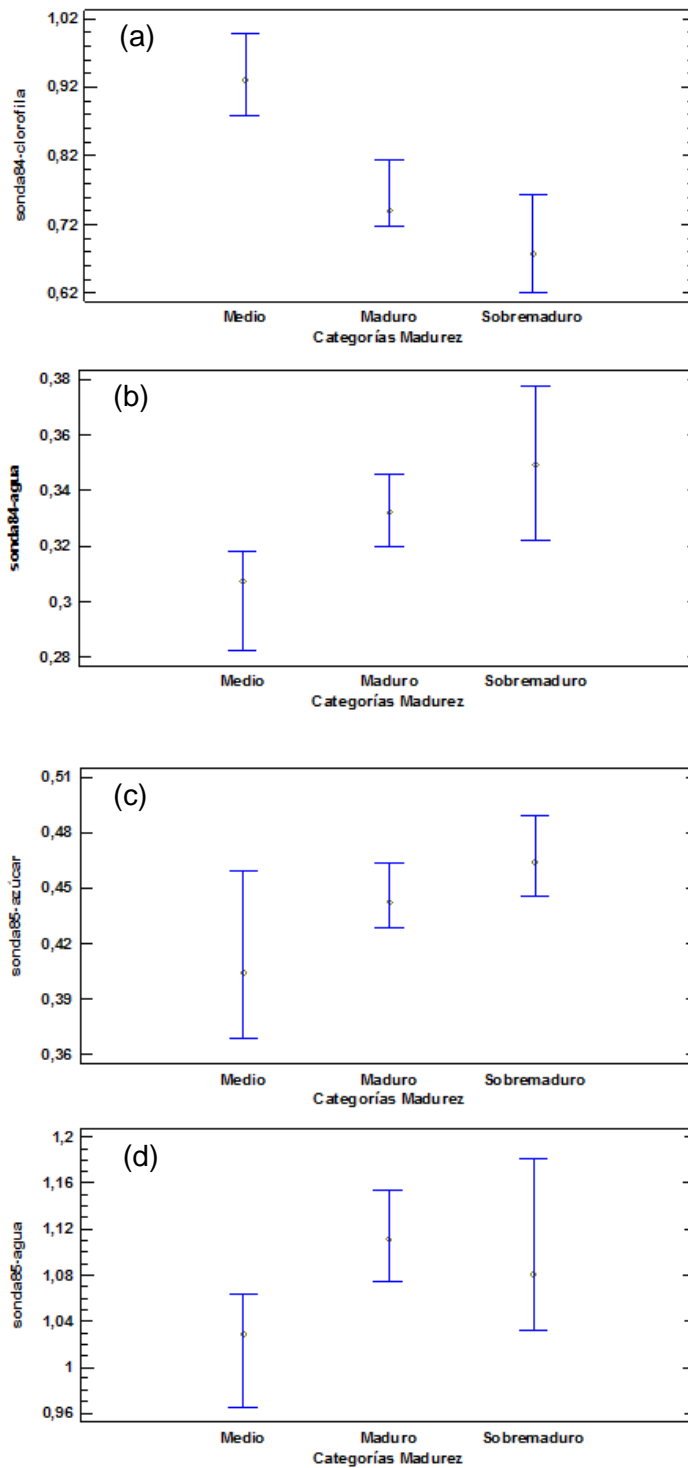 (a)
sonda84-clorofila
1,02
0,92
0,82
0,72
0,62
Medio Maduro Sobremaduro
Categorías Madurez
(b)
sonda84-agua
0,38
0,36
0,34
0,32
0,3
0,28
Medio Maduro Sobremaduro
Categorías Madurez
(c)
sonda85-azúcar
0,51
0,48
0,45
0,42
0,39
0,36
Medio Maduro Sobremaduro
Categorías Madurez
(d)
sonda85-agua
1,2
1,16
1,12
1,08
1,04
1
0,96
Medio Maduro Sobremaduro
Categorías Madurez